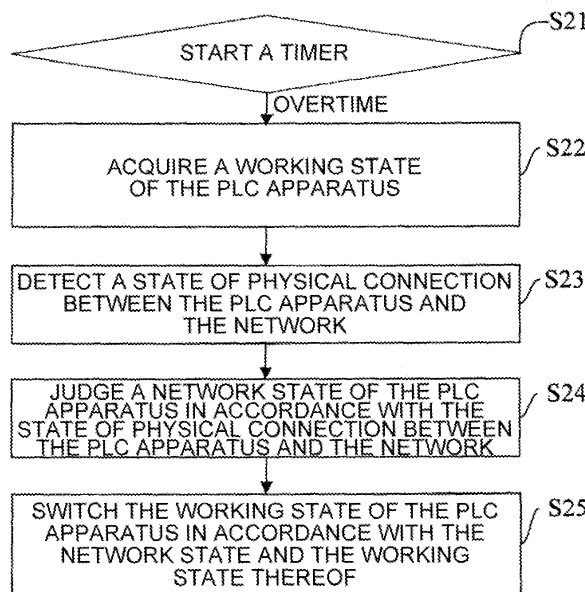 START A TIMER
S21
OVERTIME
ACQUIRE A WORKING STATE
OF THE PLC APPARATUS
S22
DETECT A STATE OF PHYSICAL CONNECTION
BETWEEN THE PLC APPARATUS AND
THE NETWORK
S23
JUDGE A NETWORK STATE OF THE PLC
APPARATUS IN ACCORDANCE WITH THE
STATE OF PHYSICAL CONNECTION BETWEEN
THE PLC APPARATUS AND THE NETWORK
S24
SWITCH THE WORKING STATE OF THE PLC
APPARATUS IN ACCORDANCE WITH THE
NETWORK STATE AND THE WORKING
STATE THEREOF
S25